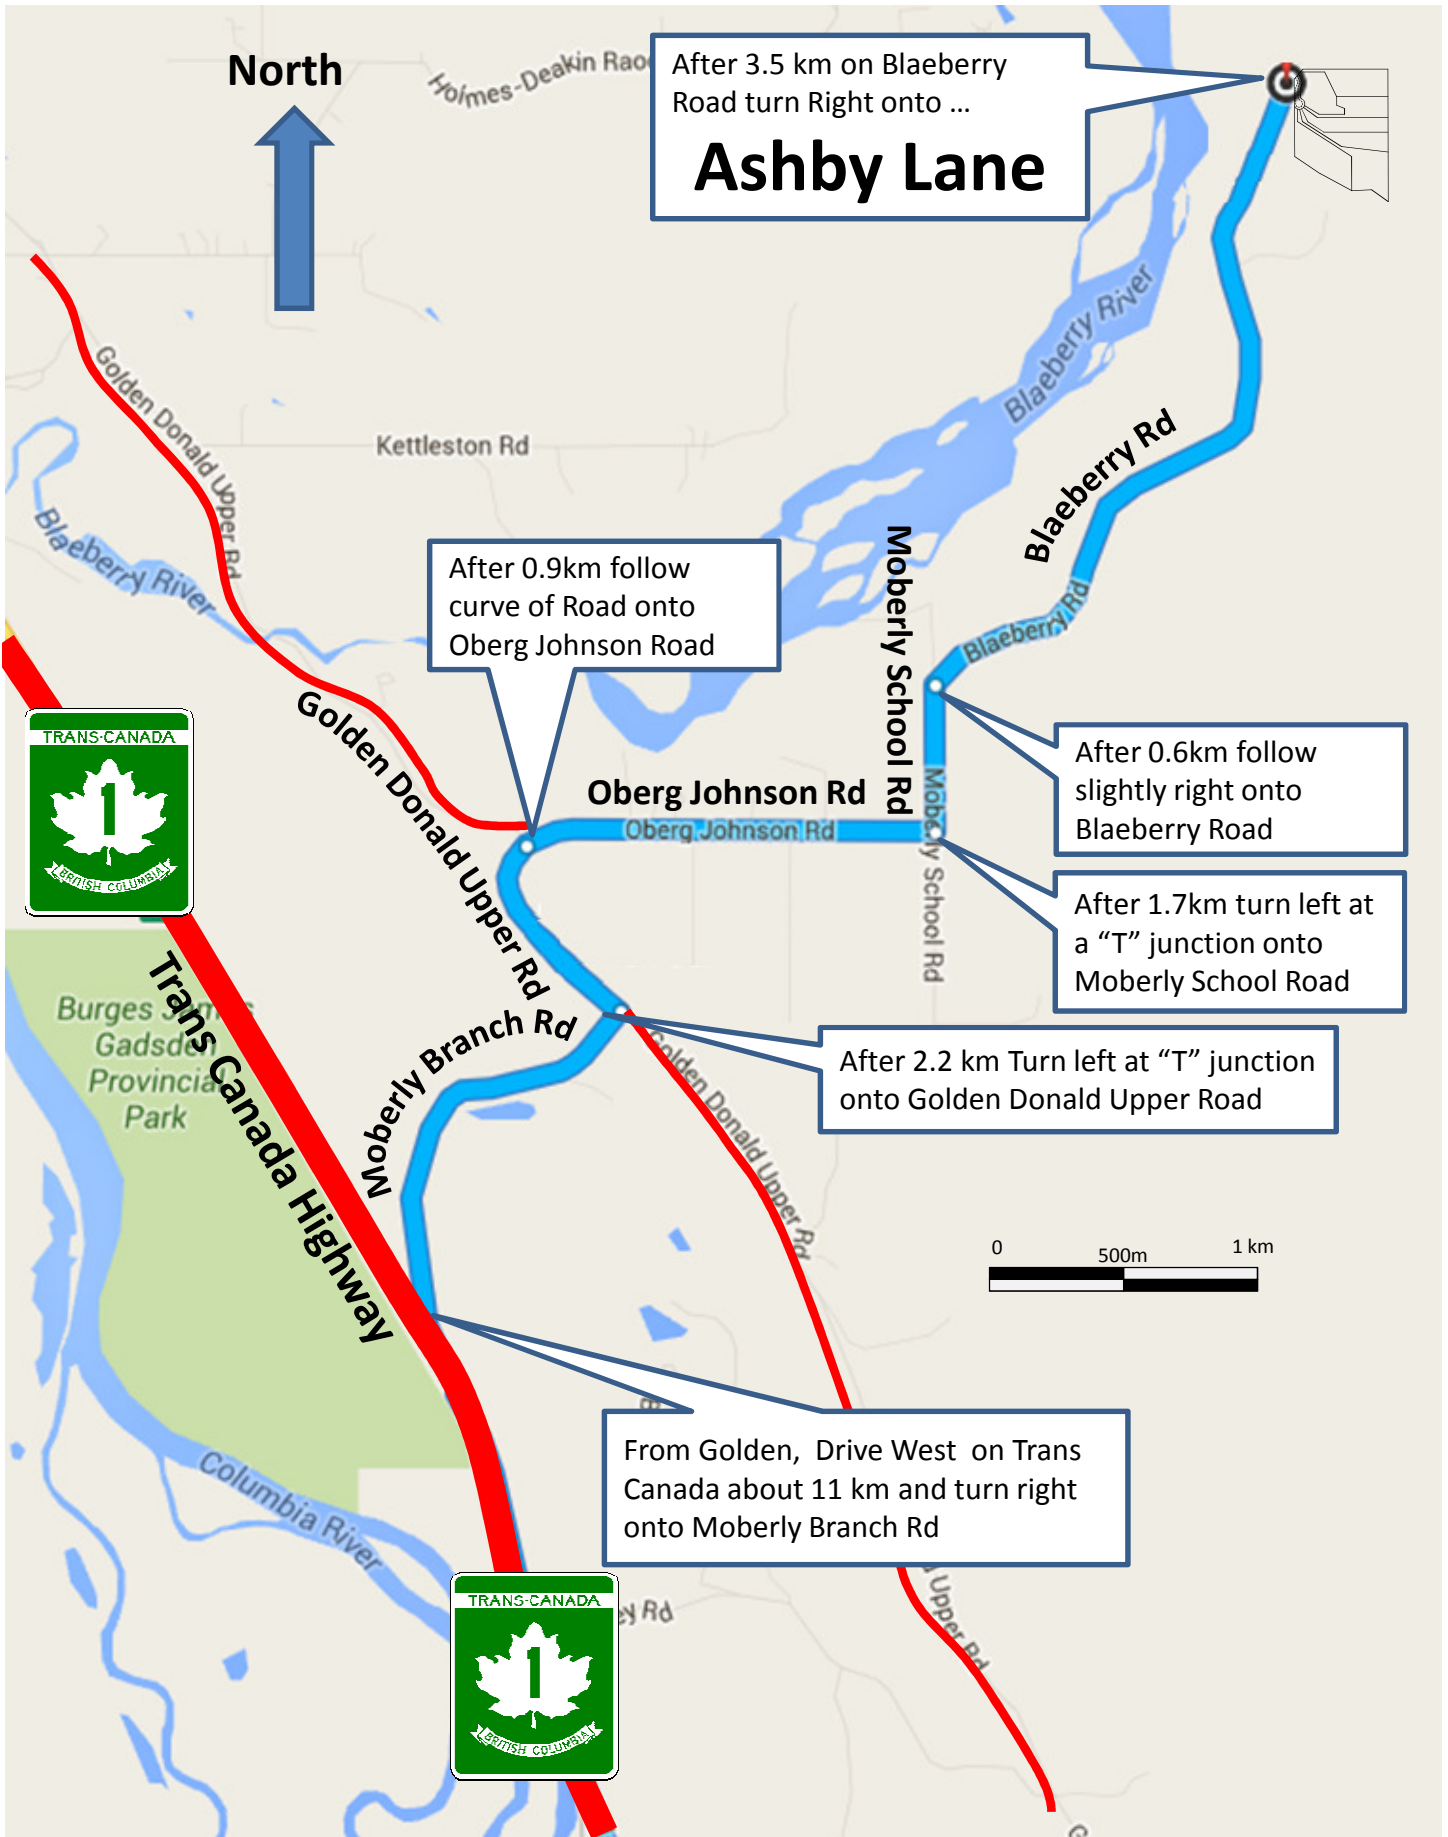 North
Holmes-Deakin Raod
After 3.5 km on Blaeberry
Road turn Right onto ...
Ashby Lane
Golden Donald Upper Rd
Kettleston Rd
Blaeberry River
Blaeberry River
Blaeberry Rd
Blaeberry Rd
After 0.9km follow
curve of Road onto
Oberg Johnson Road
Moberly School Rd
Moberly School Rd
Golden Donald Upper Rd
Oberg Johnson Rd
Oberg Johnson Rd
After 0.6km follow
slightly right onto
Blaeberry Road
After 1.7km turn left at
a “T” junction onto
Moberly School Road
TRANS-CANADA
1
BRITISH COLUMBIA
Trans Canada Highway
Burges James
Gadsden
Provincial
Park
Moberly Branch Rd
After 2.2 km Turn left at “T” junction
onto Golden Donald Upper Road
Golden Donald Upper Rd
0
500m
1 km
From Golden, Drive West on Trans
Canada about 11 km and turn right
onto Moberly Branch Rd
Columbia River
TRANS-CANADA
1
BRITISH COLUMBIA
ey Rd
Upper Rd